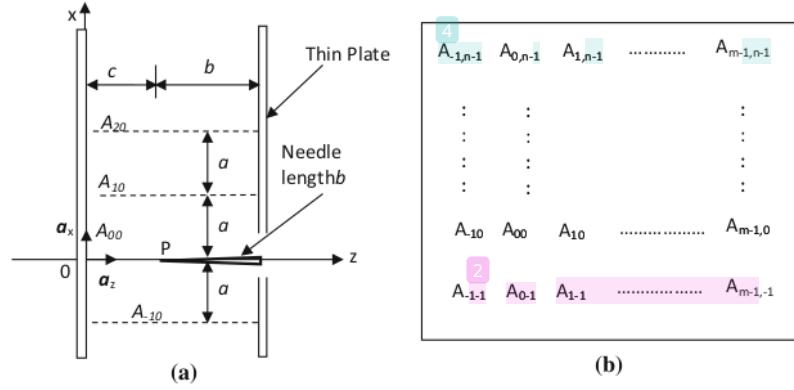 x
c
b
Thin Plate
A₂₀
a
Needle
lengthb
A₁₀
a
aₓ
A₀₀
P
0
z
a_z
a
A₋₁₀
(a)
4
A₋₁,ₙ₋₁ A₀,ₙ₋₁ A₁,ₙ₋₁ ........... Aₘ₋₁,ₙ₋₁
: : :
: : :
: : :
: : :
A₋₁₀ A₀₀ A₁₀ .................. Aₘ₋₁,₀
2
A₋₁₋₁ A₀₋₁ A₁₋₁ .................. Aₘ₋₁,₋₁
(b)